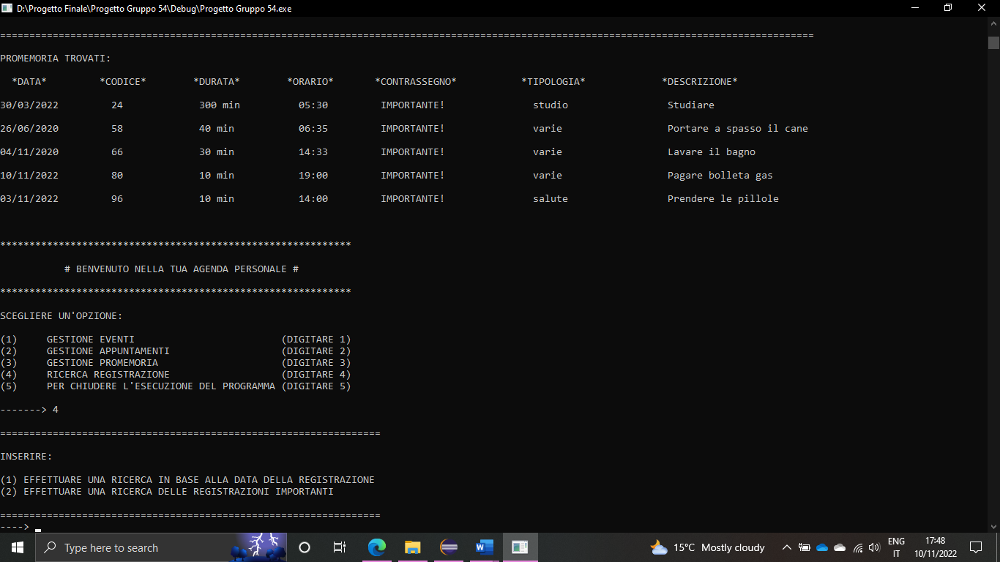 D:\Progetto Finale\Progetto Gruppo 54\Debug\Progetto Gruppo 54.exe
===========================================================================================================================================
PROMEMORIA TROVATI:
*DATA* *CODICE* *DURATA* *ORARIO* *CONTRASSEGNO* *TIPOLOGIA* *DESCRIZIONE*
30/03/2022 24 300 min 05:30 IMPORTANTE! studio Studiare
26/06/2020 58 40 min 06:35 IMPORTANTE! varie Portare a spasso il cane
04/11/2020 66 30 min 14:33 IMPORTANTE! varie Lavare il bagno
10/11/2022 80 10 min 19:00 IMPORTANTE! varie Pagare bolleta gas
03/11/2022 96 10 min 14:00 IMPORTANTE! salute Prendere le pillole
************************************************************
# BENVENUTO NELLA TUA AGENDA PERSONALE #
************************************************************
SCEGLIERE UN'OPZIONE:
(1) GESTIONE EVENTI (DIGITARE 1)
(2) GESTIONE APPUNTAMENTI (DIGITARE 2)
(3) GESTIONE PROMEMORIA (DIGITARE 3)
(4) RICERCA REGISTRAZIONE (DIGITARE 4)
(5) PER CHIUDERE L'ESECUZIONE DEL PROGRAMMA (DIGITARE 5)
-------> 4
=================================================================
INSERIRE:
(1) EFFETTUARE UNA RICERCA IN BASE ALLA DATA DELLA REGISTRAZIONE
(2) EFFETTUARE UNA RICERCA DELLE REGISTRAZIONI IMPORTANTI
=================================================================
---->
Type here to search
15°C Mostly cloudy
ENG
IT
17:48
10/11/2022